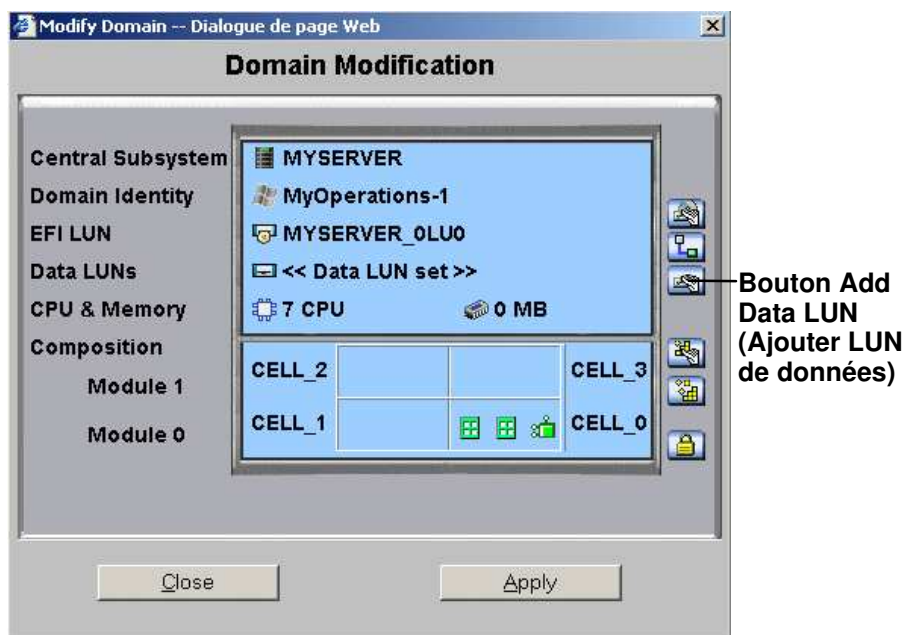 Modify Domain -- Dialogue de page Web
Domain Modification
Central Subsystem MYSERVER
Domain Identity MyOperations-1
EFI LUN MYSERVER_0LU0
Data LUNs << Data LUN set >>
CPU & Memory 7 CPU 0 MB
Composition
Module 1 CELL_2 CELL_3
Module 0 CELL_1 CELL_0
Close Apply
Bouton Add
Data LUN
(Ajouter LUN
de données)